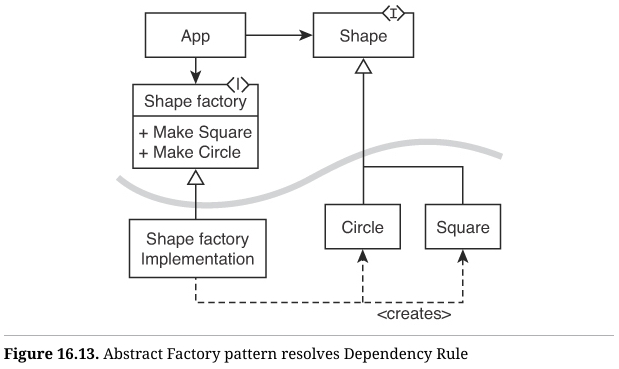 App
<I>
Shape
<I>
Shape factory
+ Make Square
+ Make Circle
Shape factory
Implementation
Circle
Square
<creates>
Figure 16.13. Abstract Factory pattern resolves Dependency Rule